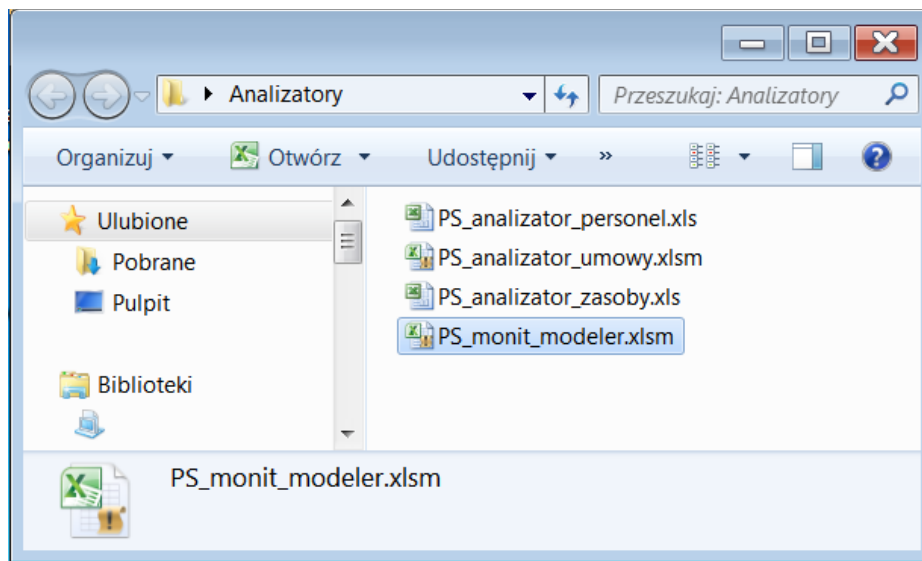 Analizatory
Przeszukaj: Analizatory
Organizuj
Otwórz
Udostępnij
»
Ulubione
Pobrane
Pulpit
Biblioteki
PS_analizator_personel.xls
PS_analizator_umowy.xlsm
PS_analizator_zasoby.xls
PS_monit_modeler.xlsm
PS_monit_modeler.xlsm